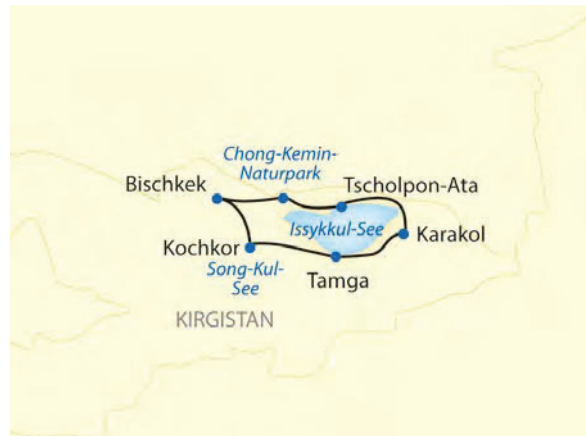 Chong-Kemin-
Naturpark
Bischkek
Tscholpon-Ata
Issykkul-See
Karakol
Kochkor
Song-Kul-
See
Tamga
KIRGISTAN